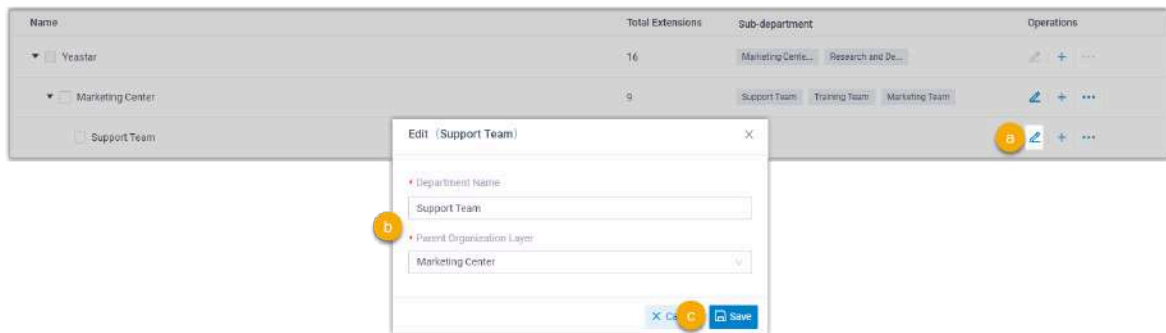 Name Total Extensions Sub-department Operations
Yeastar 16 Marketing Cente... Research and De...
Marketing Center 9 Support Team Training Team Marketing Team
Support Team a
Edit (Support Team)
* Department Name
Support Team
b
* Parent Organization Layer
Marketing Center
c Save